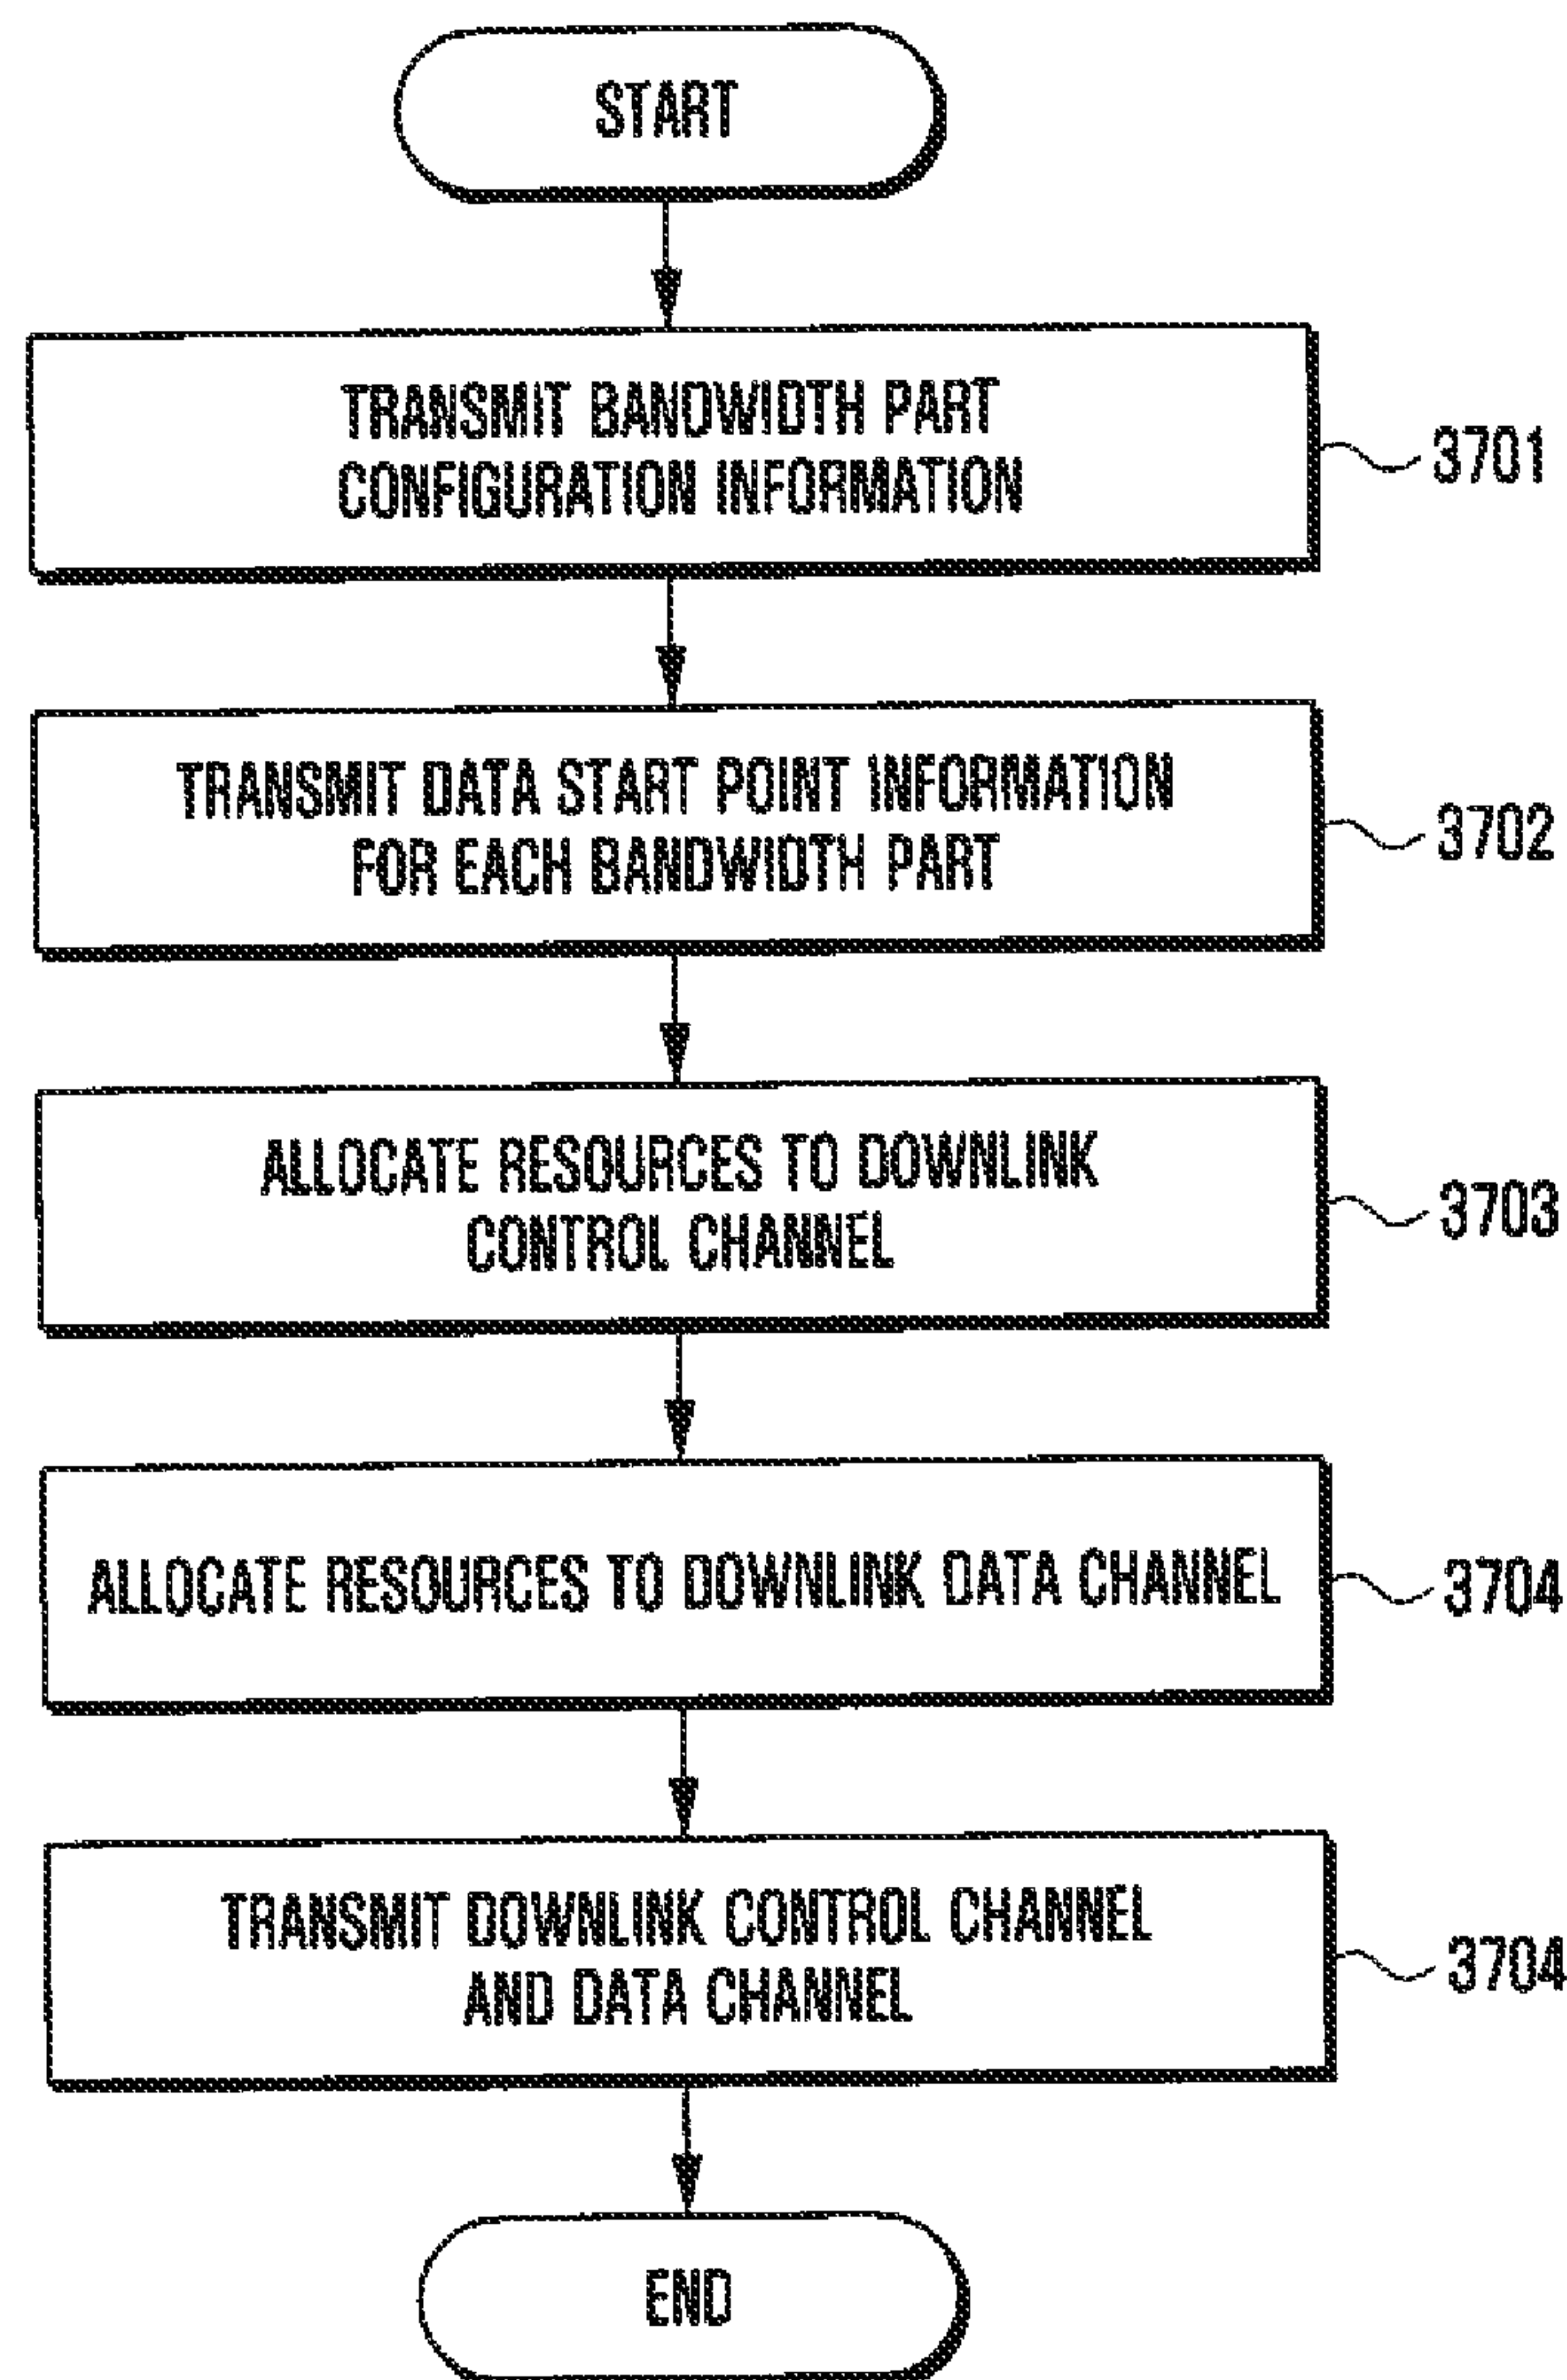 START
TRANSMIT BANDWIDTH PART
CONFIGURATION INFORMATION
3701
TRANSMIT DATA START POINT INFORMATION
FOR EACH BANDWIDTH PART
3702
ALLOCATE RESOURCES TO DOWNLINK
CONTROL CHANNEL
3703
ALLOCATE RESOURCES TO DOWNLINK DATA CHANNEL
3704
TRANSMIT DOWNLINK CONTROL CHANNEL
AND DATA CHANNEL
3704
END